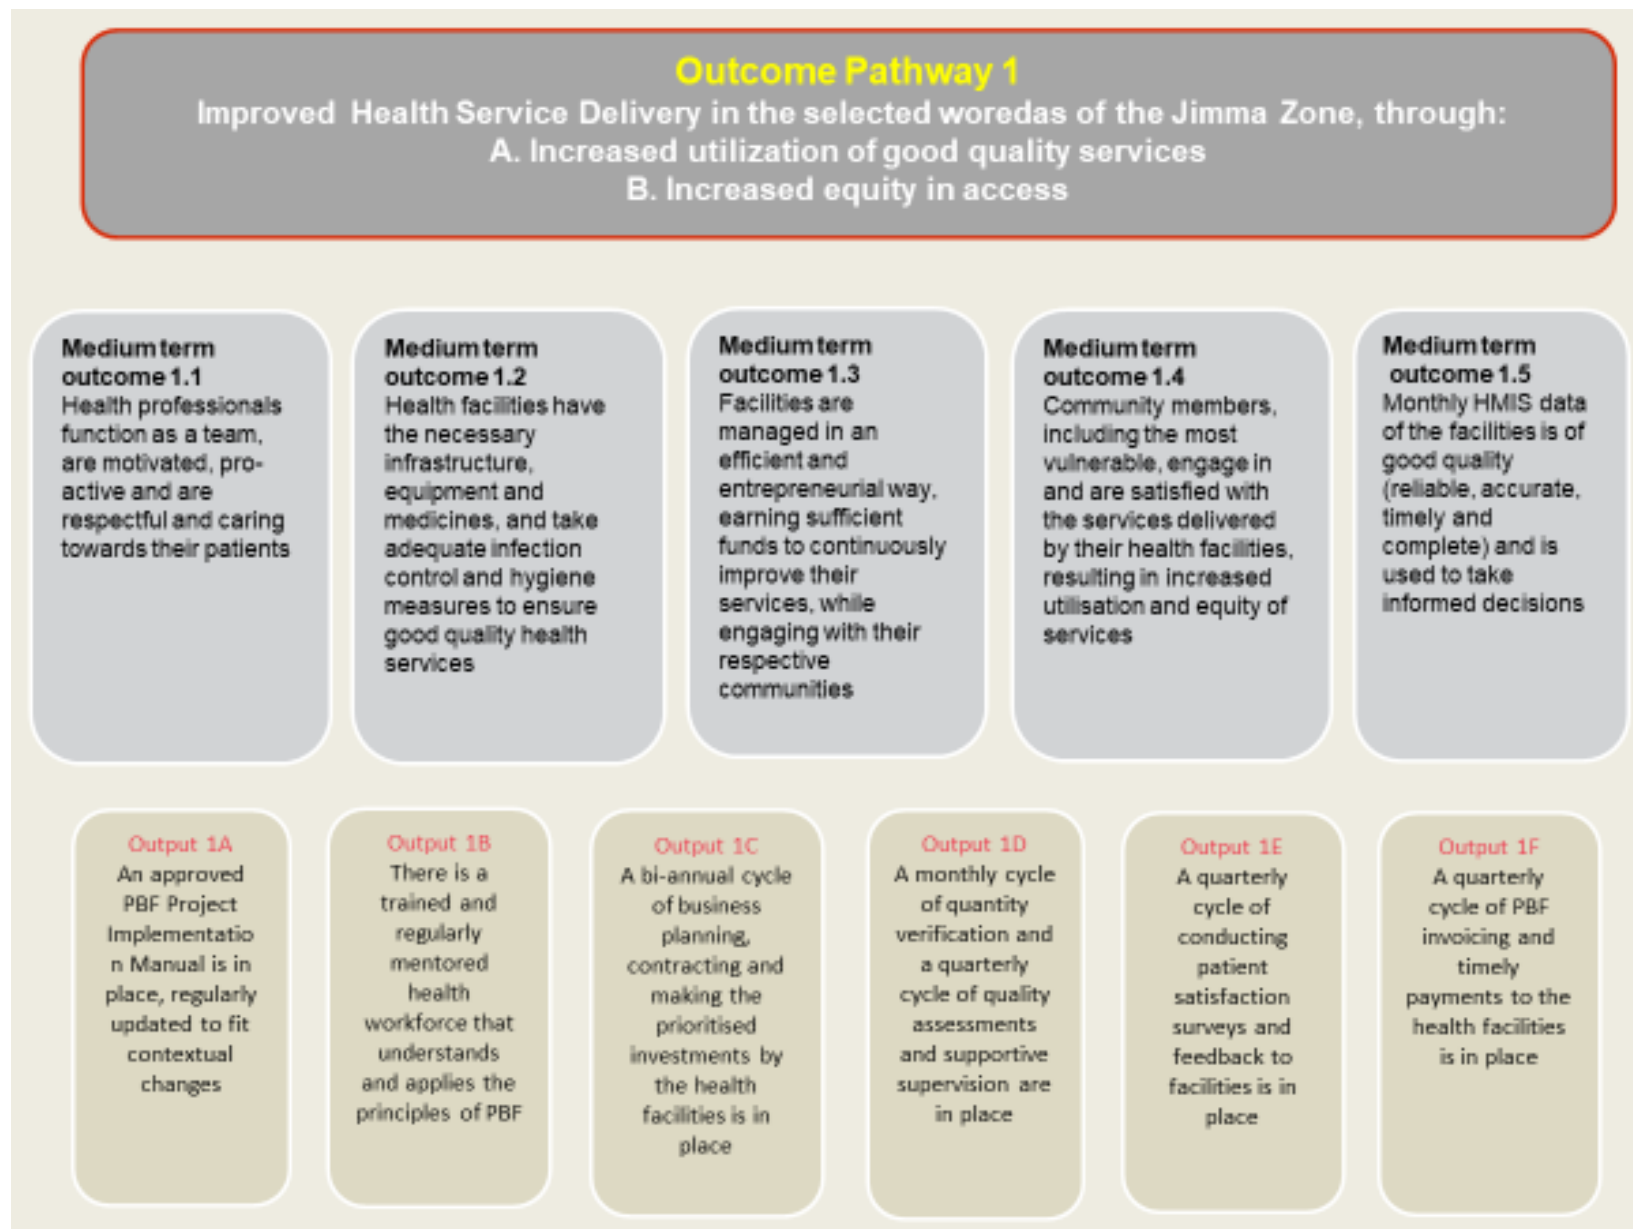 Outcome Pathway 1
Improved Health Service Delivery in the selected woredas of the Jimma Zone, through:
A. Increased utilization of good quality services
B. Increased equity in access
Medium term
outcome 1.1
Health professionals
function as a team,
are motivated, pro-
active and are
respectful and caring
towards their patients
Medium term
outcome 1.2
Health facilities have
the necessary
infrastructure,
equipment and
medicines, and take
adequate infection
control and hygiene
measures to ensure
good quality health
services
Medium term
outcome 1.3
Facilities are
managed in an
efficient and
entrepreneurial way,
earning sufficient
funds to continuously
improve their
services, while
engaging with their
respective
communities
Medium term
outcome 1.4
Community members,
including the most
vulnerable, engage in
and are satisfied with
the services delivered
by their health facilities,
resulting in increased
utilisation and equity of
services
Medium term
outcome 1.5
Monthly HMIS data
of the facilities is of
good quality
(reliable, accurate,
timely and
complete) and is
used to take
informed decisions
Output 1A
An approved
PBF Project
Implementatio
n Manual is in
place, regularly
updated to fit
contextual
changes
Output 1B
There is a
trained and
regularly
mentored
health
workforce that
understands
and applies the
principles of PBF
Output 1C
A bi-annual cycle
of business
planning,
contracting and
making the
prioritised
investments by
the health
facilities is in
place
Output 1D
A monthly cycle
of quantity
verification and
a quarterly
cycle of quality
assessments
and supportive
supervision are
in place
Output 1E
A quarterly
cycle of
conducting
patient
satisfaction
surveys and
feedback to
facilities is in
place
Output 1F
A quarterly
cycle of PBF
invoicing and
timely
payments to the
health facilities
is in place